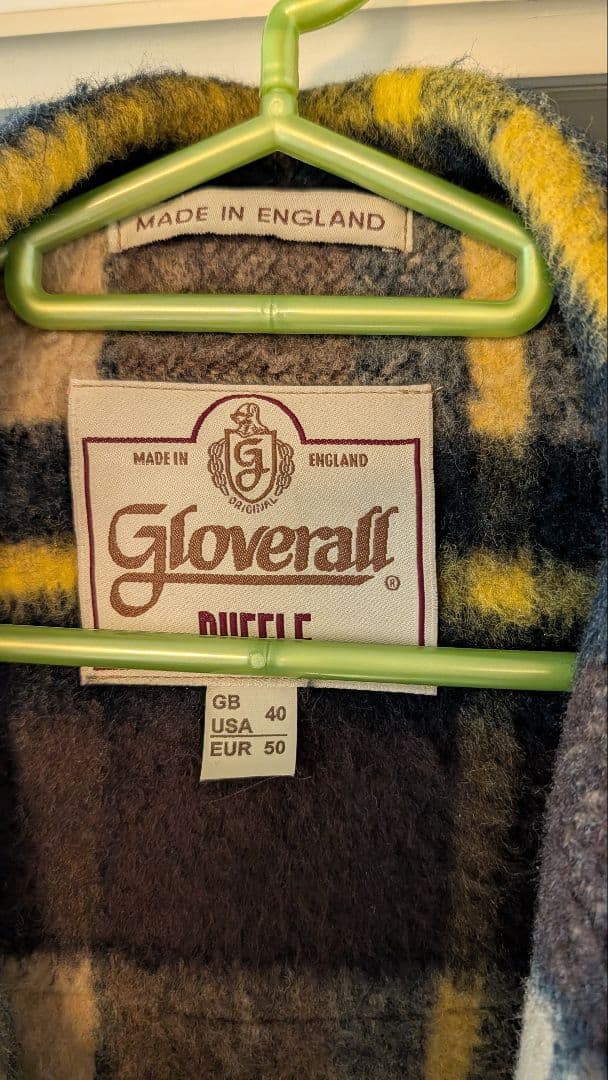 MADE IN ENGLAND
G
MADE IN ENGLAND
ORIGINAL
Gloverall ®
DUFFLE
GB
USA 40
EUR 50